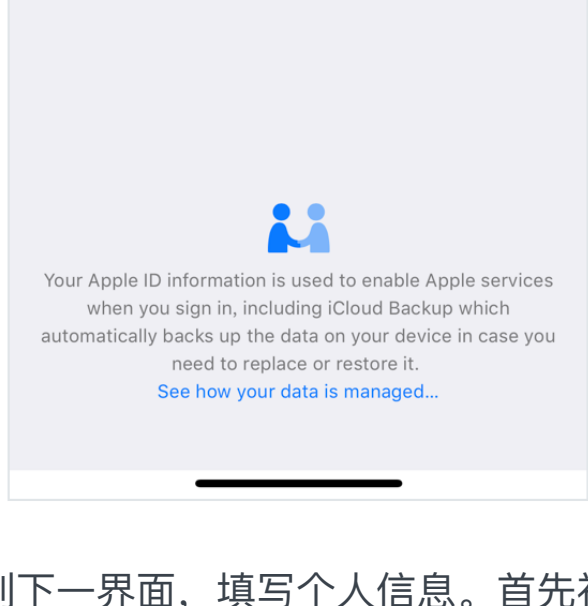 Your Apple ID information is used to enable Apple services
when you sign in, including iCloud Backup which
automatically backs up the data on your device in case you
need to replace or restore it.
See how your data is managed...
下一界面，填写个人信息。首先